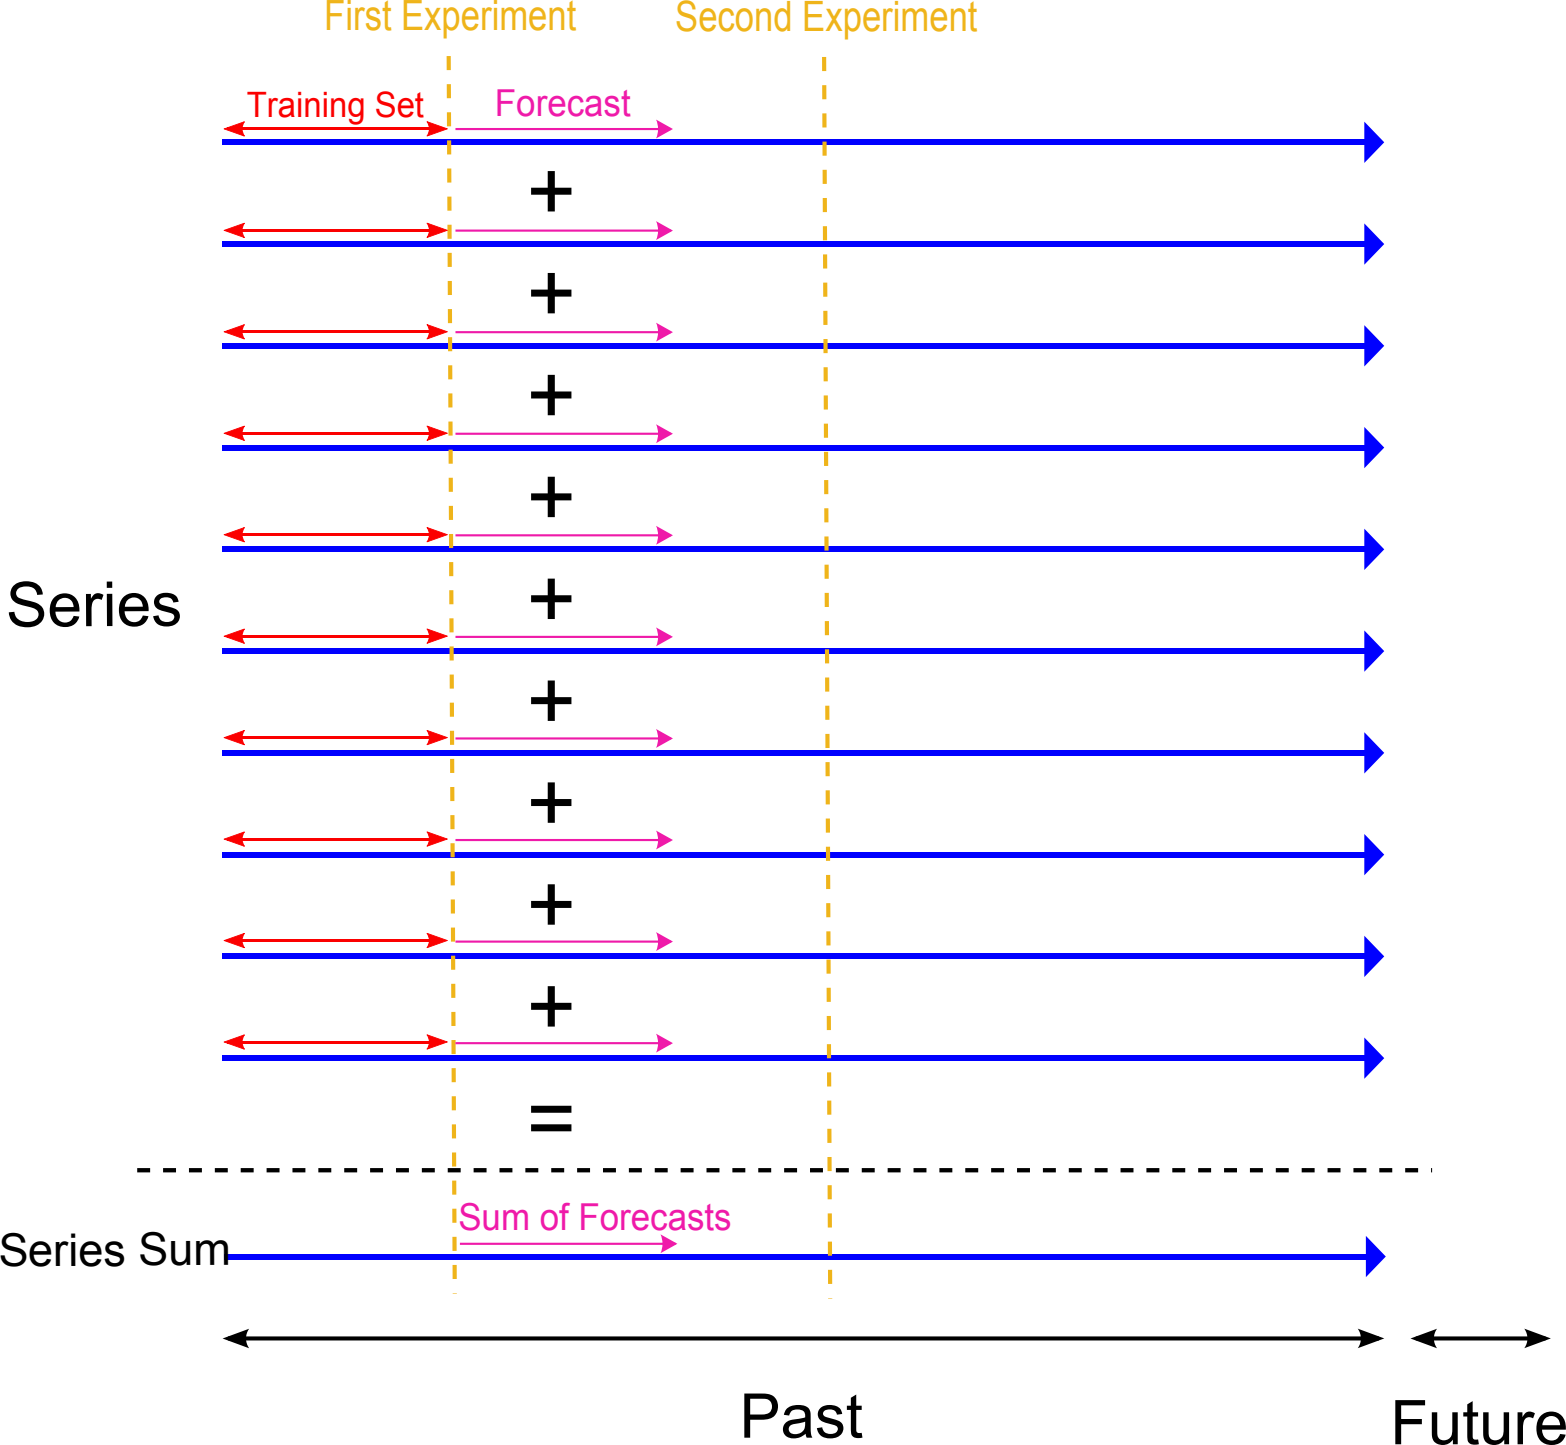 First Experiment
Second Experiment
Training Set
Forecast
+
+
+
+
+
Series
+
+
+
+
=
Sum of Forecasts
Series Sum
Past
Future